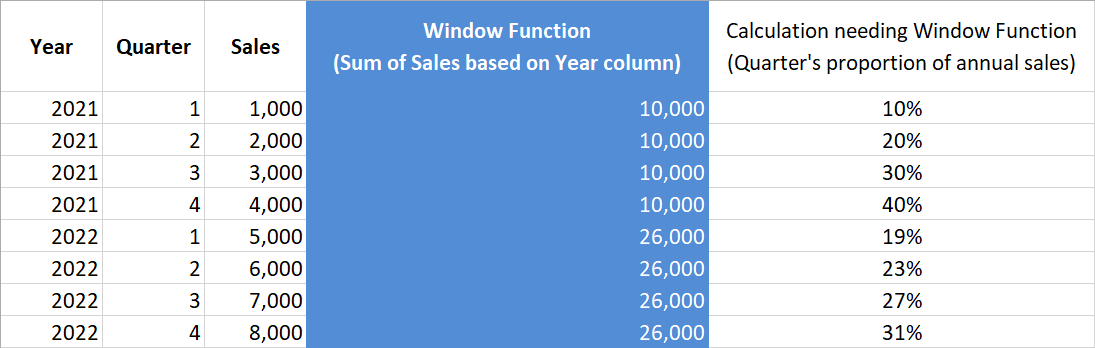 Year Quarter Sales Window Function Calculation needing Window Function
(Sum of Sales based on Year column) (Quarter's proportion of annual sales)
2021 1 1,000 10,000 10%
2021 2 2,000 10,000 20%
2021 3 3,000 10,000 30%
2021 4 4,000 10,000 40%
2022 1 5,000 26,000 19%
2022 2 6,000 26,000 23%
2022 3 7,000 26,000 27%
2022 4 8,000 26,000 31%